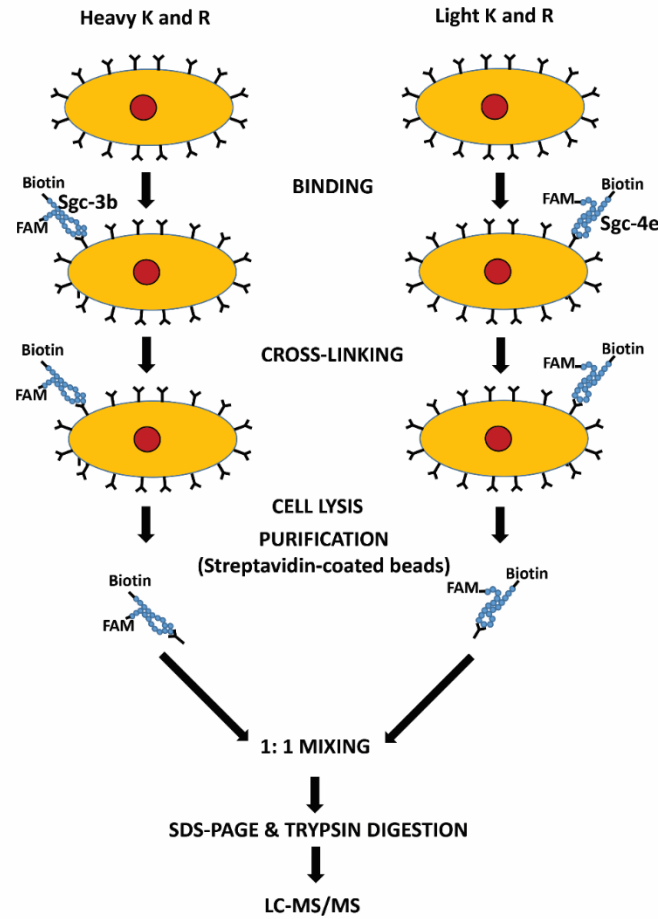 Heavy K and R
Light K and R
BINDING
Biotin
Sgc-3b
FAM
Biotin
FAM
Sgc-4e
CROSS-LINKING
Biotin
FAM
Biotin
FAM
CELL LYSIS
PURIFICATION
(Streptavidin-coated beads)
Biotin
FAM
Biotin
FAM
1: 1 MIXING
SDS-PAGE & TRYPSIN DIGESTION
LC-MS/MS